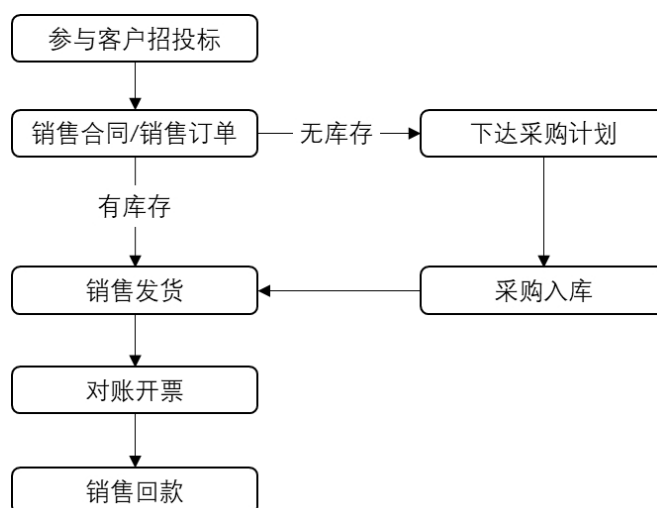 参与客户招投标
销售合同/销售订单
无库存
下达采购计划
有库存
销售发货
采购入库
对账开票
销售回款